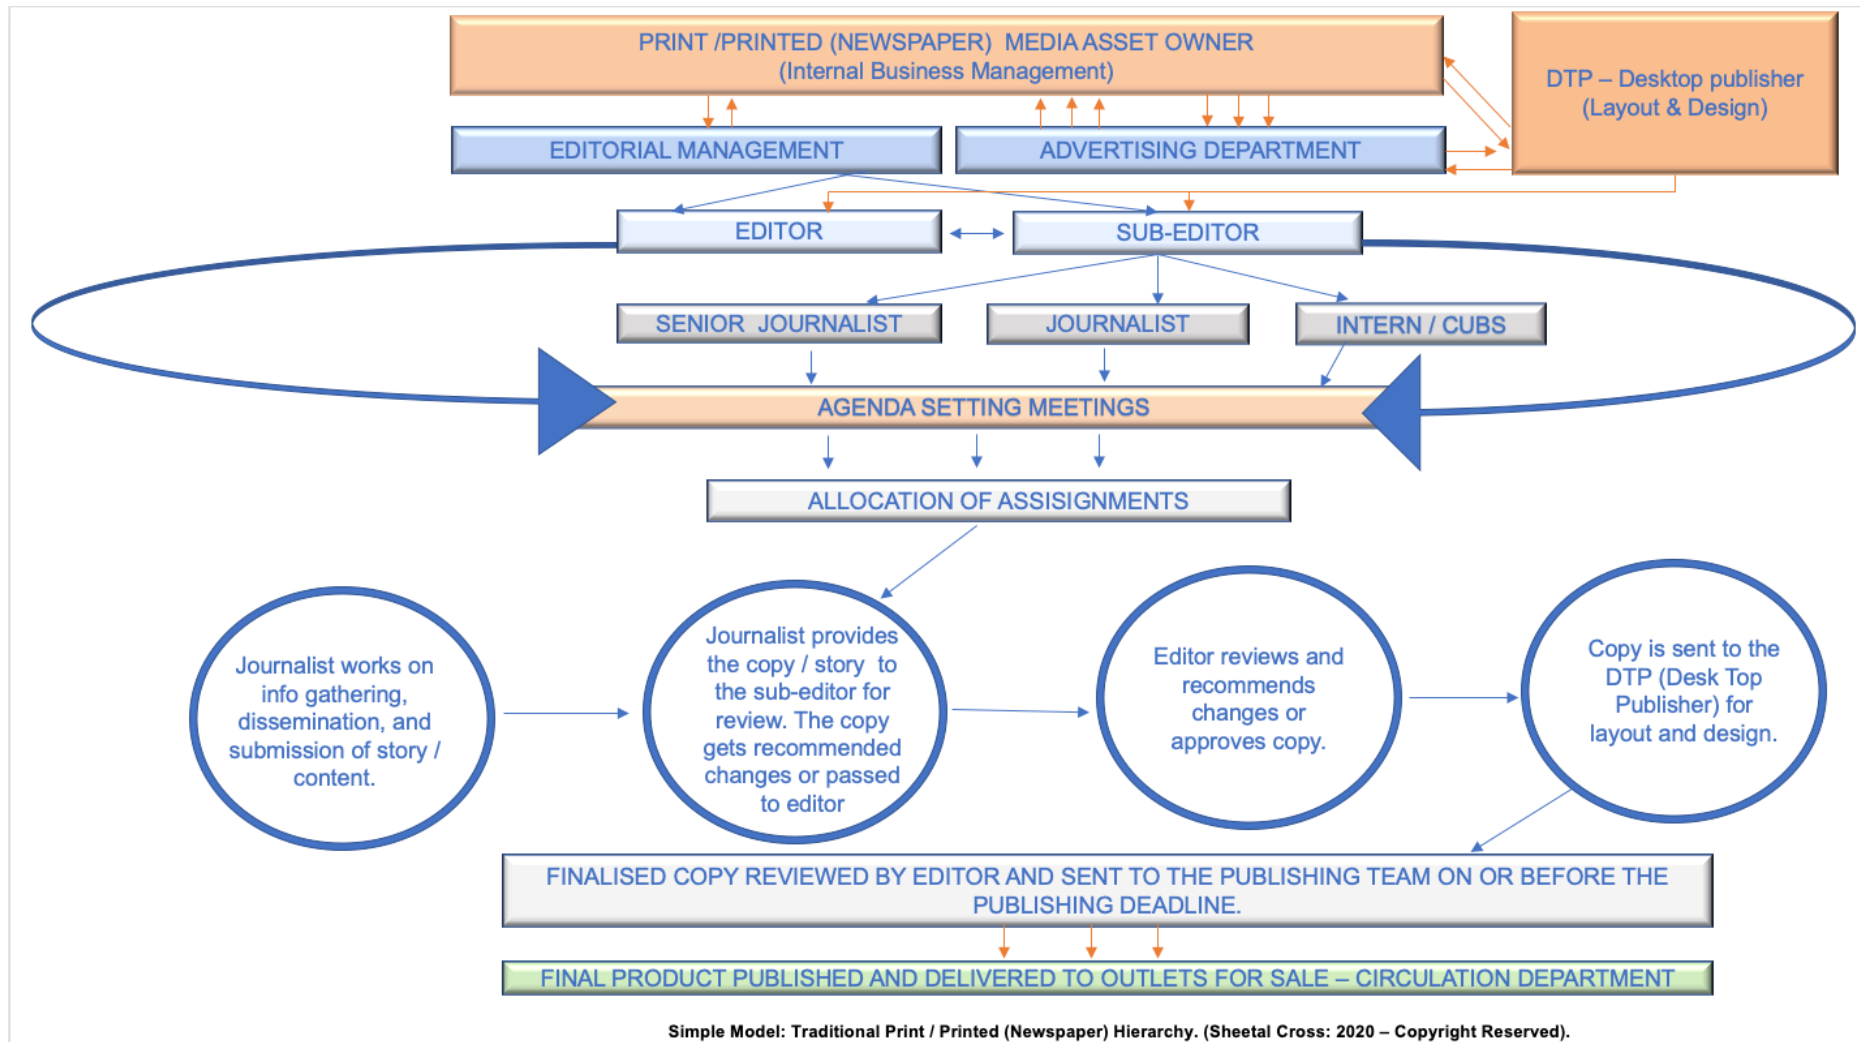 PRINT /PRINTED (NEWSPAPER) MEDIA ASSET OWNER
(Internal Business Management)
DTP – Desktop publisher
(Layout & Design)
EDITORIAL MANAGEMENT
ADVERTISING DEPARTMENT
EDITOR
SUB-EDITOR
SENIOR JOURNALIST
JOURNALIST
INTERN / CUBS
AGENDA SETTING MEETINGS
ALLOCATION OF ASSISIGNMENTS
Journalist works on
info gathering,
dissemination, and
submission of story /
content.
Journalist provides
the copy / story to
the sub-editor for
review. The copy
gets recommended
changes or passed
to editor
Editor reviews and
recommends
changes or
approves copy.
Copy is sent to the
DTP (Desk Top
Publisher) for
layout and design.
FINALISED COPY REVIEWED BY EDITOR AND SENT TO THE PUBLISHING TEAM ON OR BEFORE THE
PUBLISHING DEADLINE.
FINAL PRODUCT PUBLISHED AND DELIVERED TO OUTLETS FOR SALE – CIRCULATION DEPARTMENT
Simple Model: Traditional Print / Printed (Newspaper) Hierarchy. (Sheetal Cross: 2020 – Copyright Reserved).